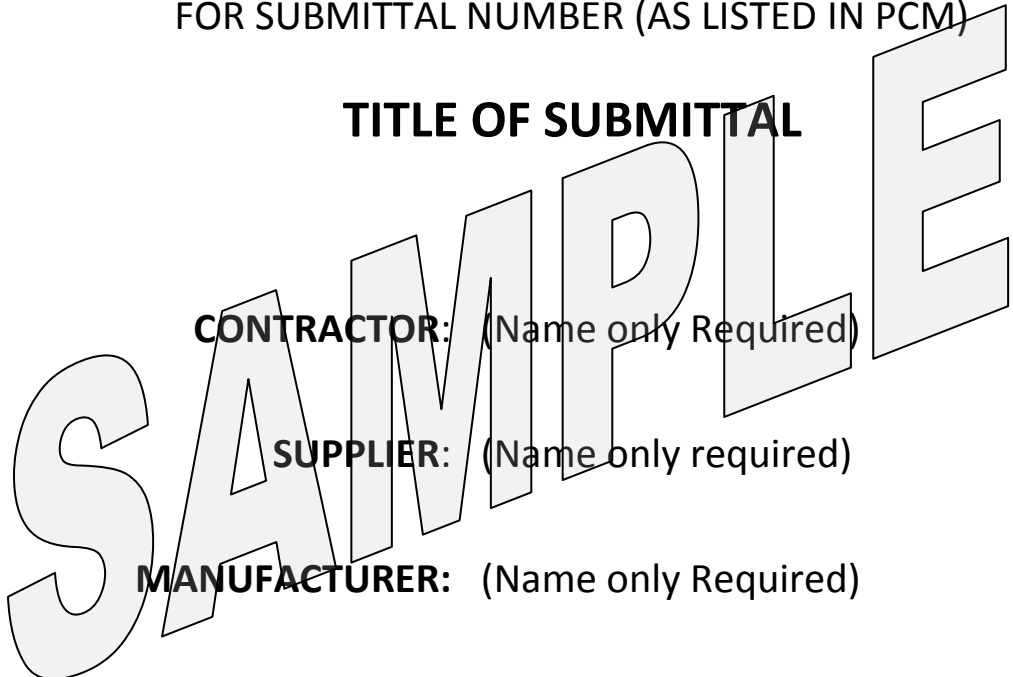 FOR SUBMITTAL NUMBER (AS LISTED IN PCM)
TITLE OF SUBMITTAL
CONTRACTOR: (Name only Required)
SUPPLIER: (Name only required)
MANUFACTURER: (Name only Required)
SAMPLE